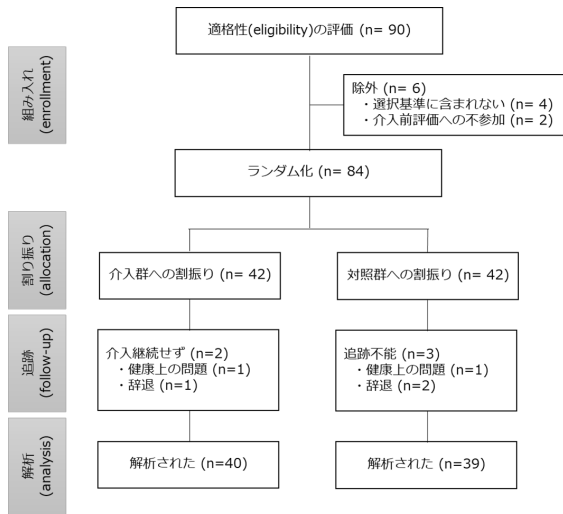 適格性(eligibility)の評価 (n= 90)
組み入れ
(enrollment)
除外 (n= 6)
・選択基準に含まれない (n= 4)
・介入前評価への不参加 (n= 2)
ランダム化 (n= 84)
割り振り
(allocation)
介入群への割振り (n= 42)
対照群への割振り (n= 42)
追跡
(follow-up)
介入継続せず (n=2)
・健康上の問題 (n=1)
・辞退 (n=1)
追跡不能 (n=3)
・健康上の問題 (n=1)
・辞退 (n=2)
解析
(analysis)
解析された (n=40)
解析された (n=39)